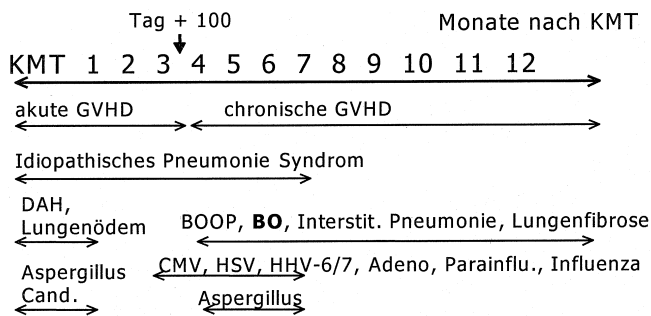 Tag + 100
Monate nach KMT
KMT 1 2 3 4 5 6 7 8 9 10 11 12
akute GVHD
chronische GVHD
Idiopathisches Pneumonie Syndrom
DAH,
Lungenödem
BOOP, BO, Interstit. Pneumonie, Lungenfibrose
CMV, HSV, HHV-6/7, Adeno, Parainflu., Influenza
Aspergillus
Cand.
Aspergillus